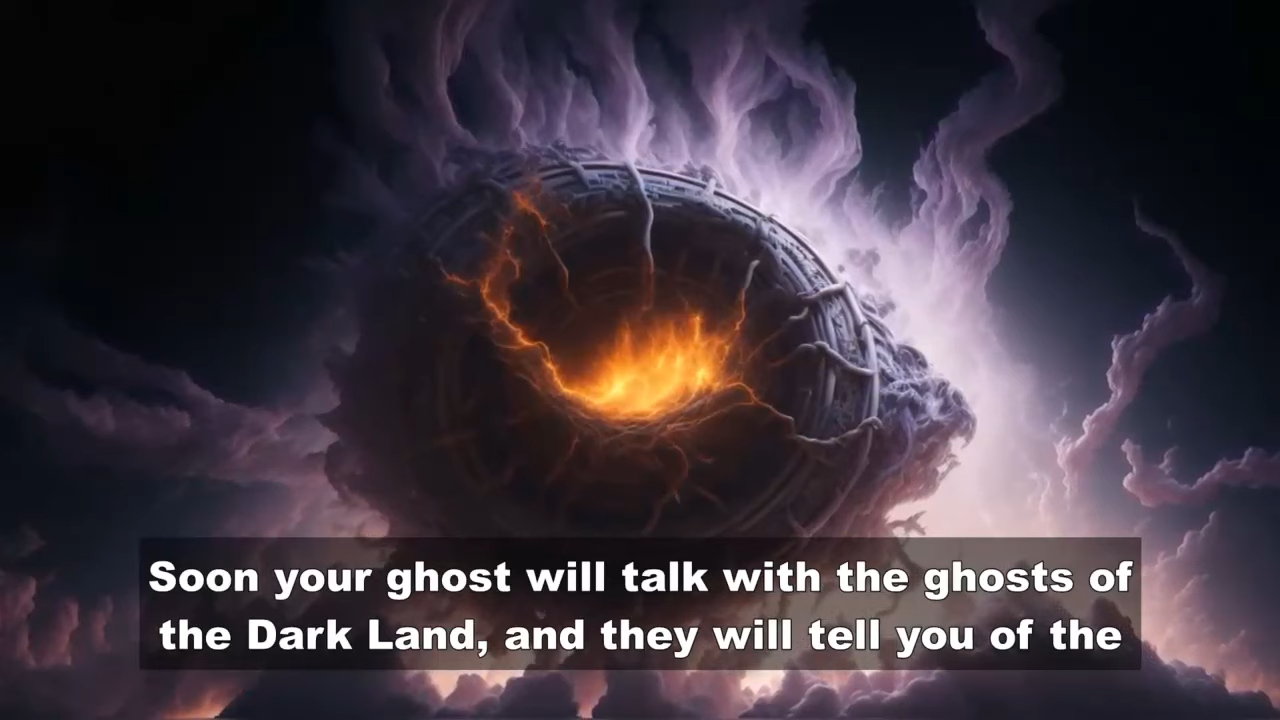 Soon your ghost will talk with the ghosts of
the Dark Land, and they will tell you of the